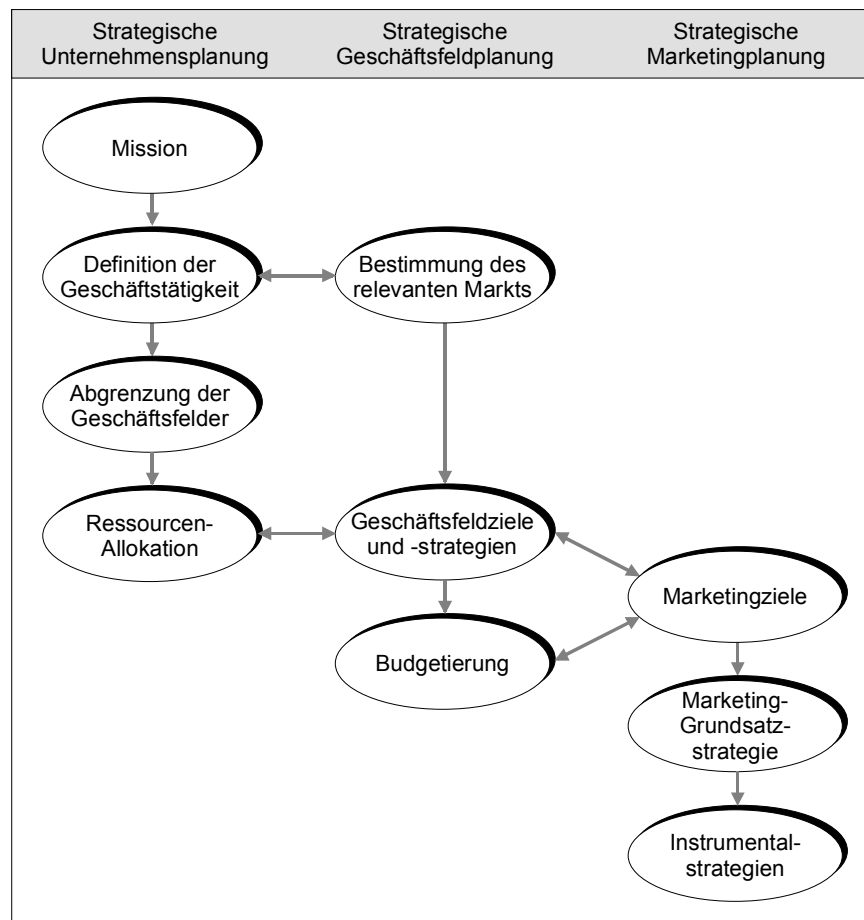 Strategische
Unternehmensplanung
Strategische
Geschäftsfeldplanung
Strategische
Marketingplanung
Mission
Definition der
Geschäftstätigkeit
Bestimmung des
relevanten Markts
Abgrenzung der
Geschäftsfelder
Ressourcen-
Allokation
Geschäftsfeldziele
und -strategien
Marketingziele
Budgetierung
Marketing-
Grundsatz-
strategie
Instrumental-
strategien